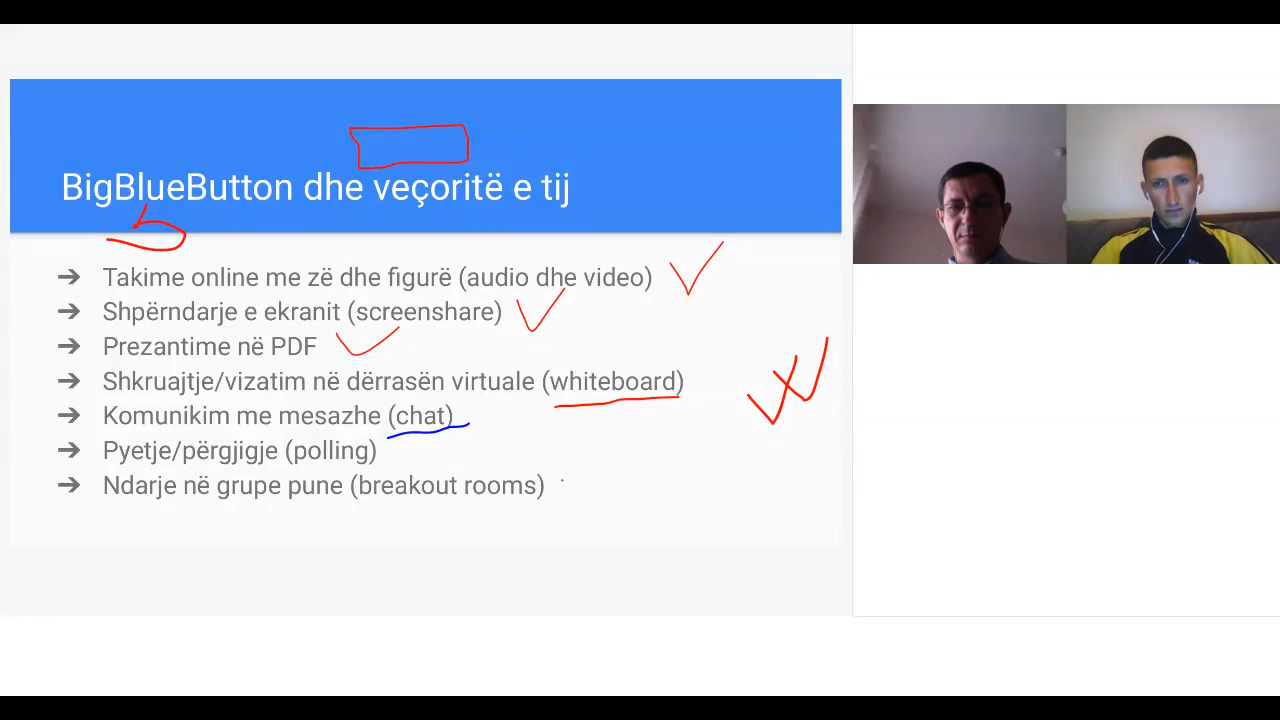 BigBlueButton dhe veçoritë e tij
➔ Takime online me zë dhe figurë (audio dhe video)
➔ Shpërndarje e ekranit (screenshare)
➔ Prezantime në PDF
➔ Shkruajtje/vizatim në dërrasën virtuale (whiteboard)
➔ Komunikim me mesazhe (chat)
➔ Pyetje/përgjigje (polling)
➔ Ndarje në grupe pune (breakout rooms)